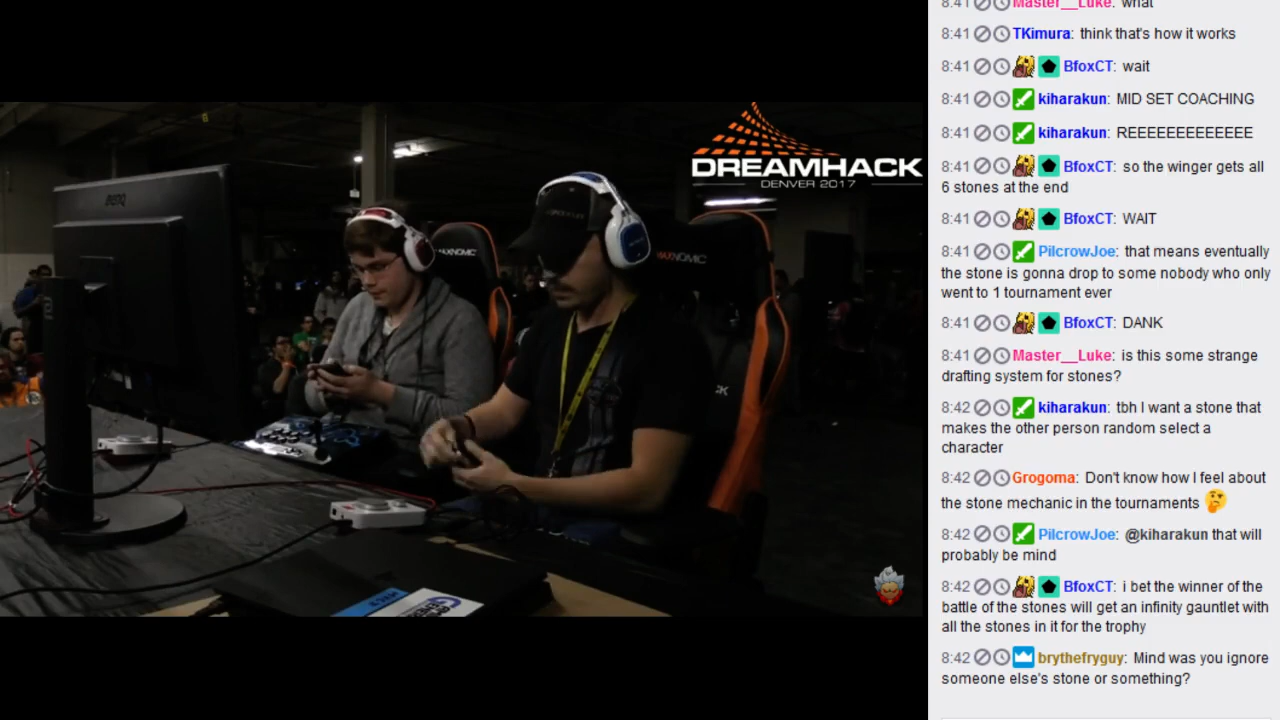 BENQ
MAXNOMIC
MAXNOMIC
DREAMHACK
DENVER 2017
8:41 Master__Luke: what
8:41 TKimura: think that's how it works
8:41 BfoxCT: wait
8:41 kiharakun: MID SET COACHING
8:41 kiharakun: REEEEEEEEEEEEE
8:41 BfoxCT: so the winger gets all
6 stones at the end
8:41 BfoxCT: WAIT
8:41 PilcrowJoe: that means eventually
the stone is gonna drop to some nobody who only
went to 1 tournament ever
8:41 BfoxCT: DANK
8:41 Master__Luke: is this some strange
drafting system for stones?
8:42 kiharakun: tbh I want a stone that
makes the other person random select a
character
8:42 Grogoma: Don't know how I feel about
the stone mechanic in the tournaments
8:42 PilcrowJoe: @kiharakun that will
probably be mind
8:42 BfoxCT: i bet the winner of the
battle of the stones will get an infinity gauntlet with
all the stones in it for the trophy
8:42 brythefryguy: Mind was you ignore
someone else's stone or something?